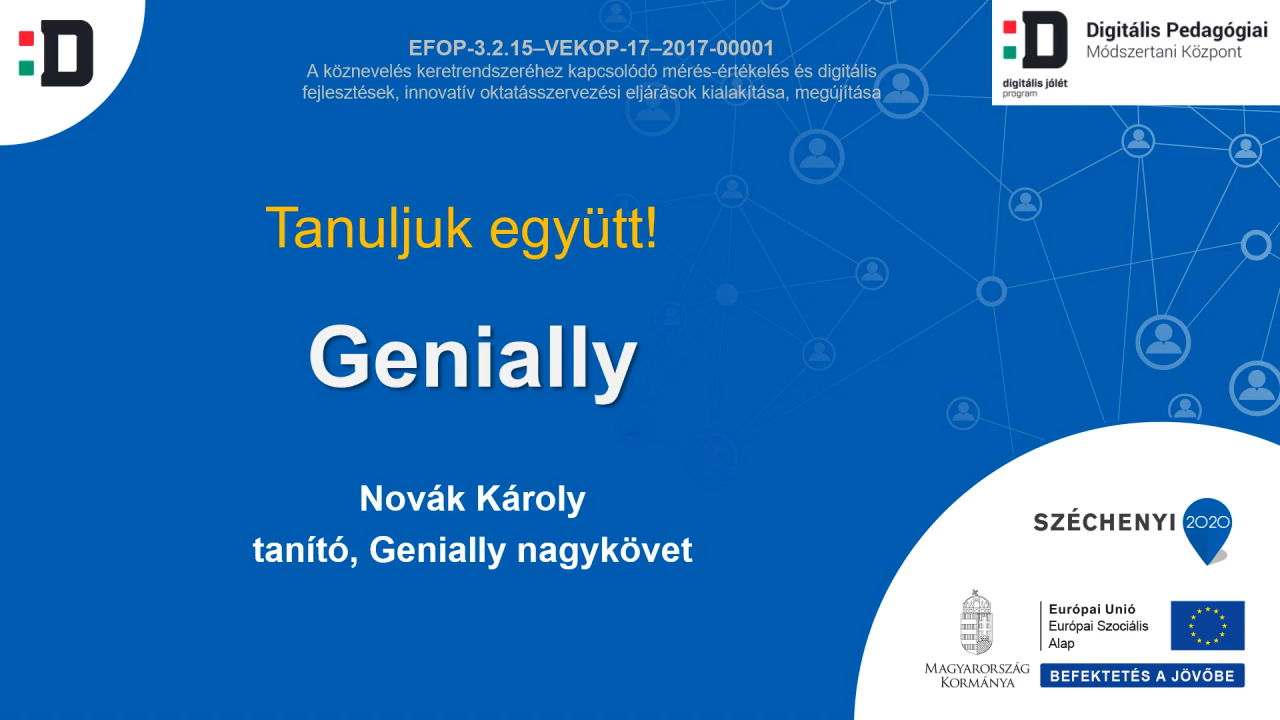 :D
EFOP-3.2.15–VEKOP-17–2017-00001
A köznevelés keretrendszeréhez kapcsolódó mérés-értékelés és digitális
fejlesztések, innovatív oktatásszervezési eljárások kialakítása, megújítása
:D
digitális jólét
program
Digitális Pedagógiai
Módszertani Központ
Tanuljuk együtt!
Genially
Novák Károly
tanító, Genially nagykövet
SZÉCHENYI 2020
MAGYARORSZÁG
KORMÁNYA
Európai Unió
Európai Szociális
Alap
BEFEKTETÉS A JÖVŐBE